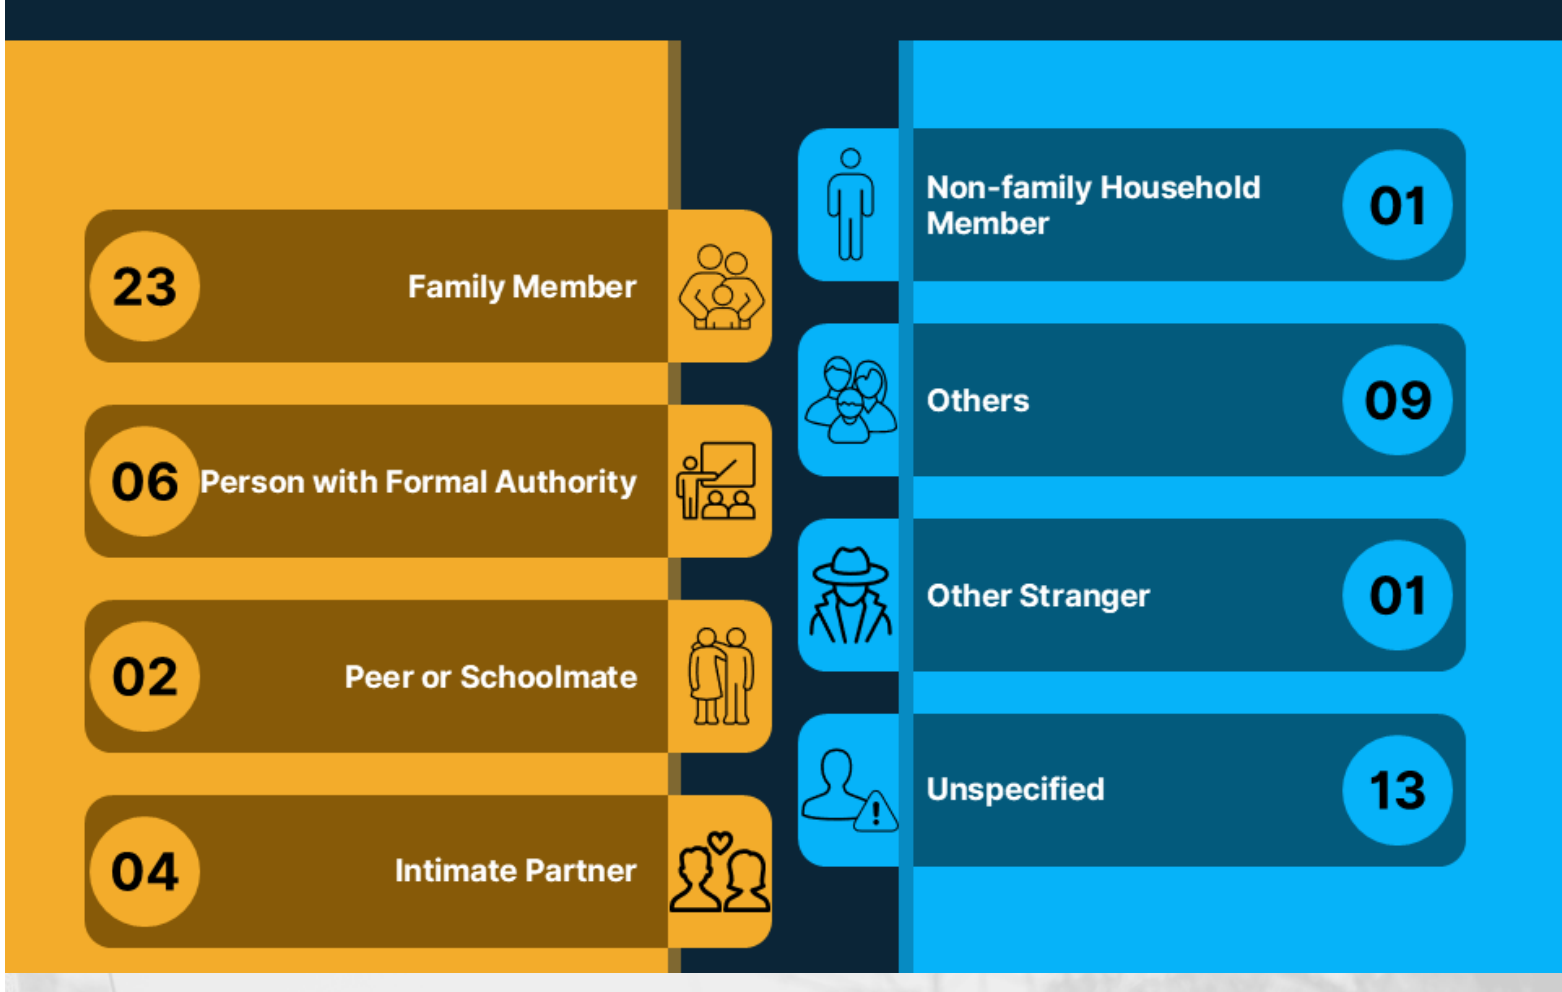 23
Family Member
06
Person with Formal Authority
02
Peer or Schoolmate
04
Intimate Partner
Non-family Household
Member
01
Others
09
Other Stranger
01
Unspecified
13